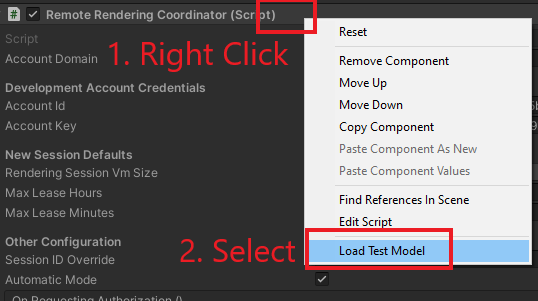 Remote Rendering Coordinator (Script)
Script
Account Domain
1. Right Click
Development Account Credentials
Account Id
Account Key
New Session Defaults
Rendering Session Vm Size
Max Lease Hours
Max Lease Minutes
Other Configuration
2. Select
Session ID Override
Automatic Mode
On Requesting Authorization ()
Reset
Remove Component
Move Up
Move Down
Copy Component
Paste Component As New
Paste Component Values
Find References In Scene
Edit Script
Load Test Model